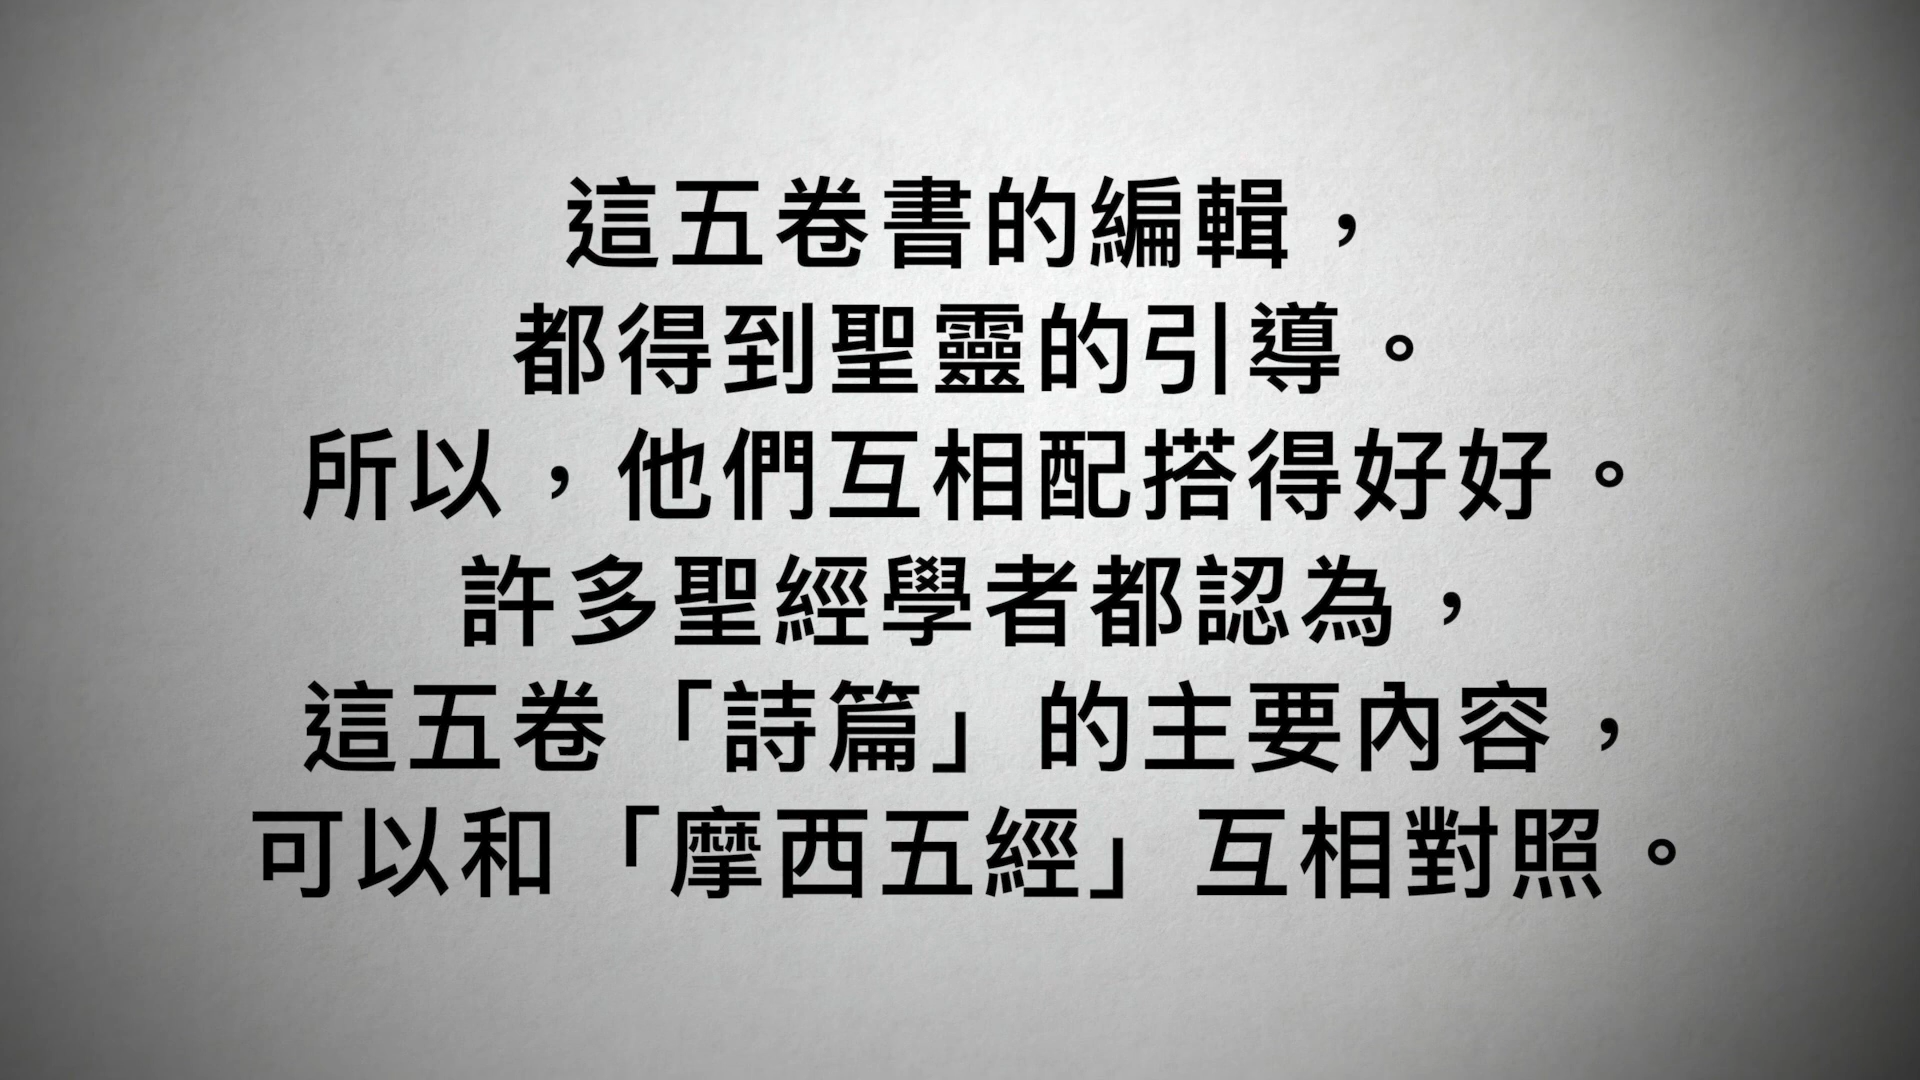 這五卷書的編輯，
都得到聖靈的引導。
所以，他們互相配搭得好好。
許多聖經學者都認為，
這五卷「詩篇」的主要內容，
可以和「摩西五經」互相對照。